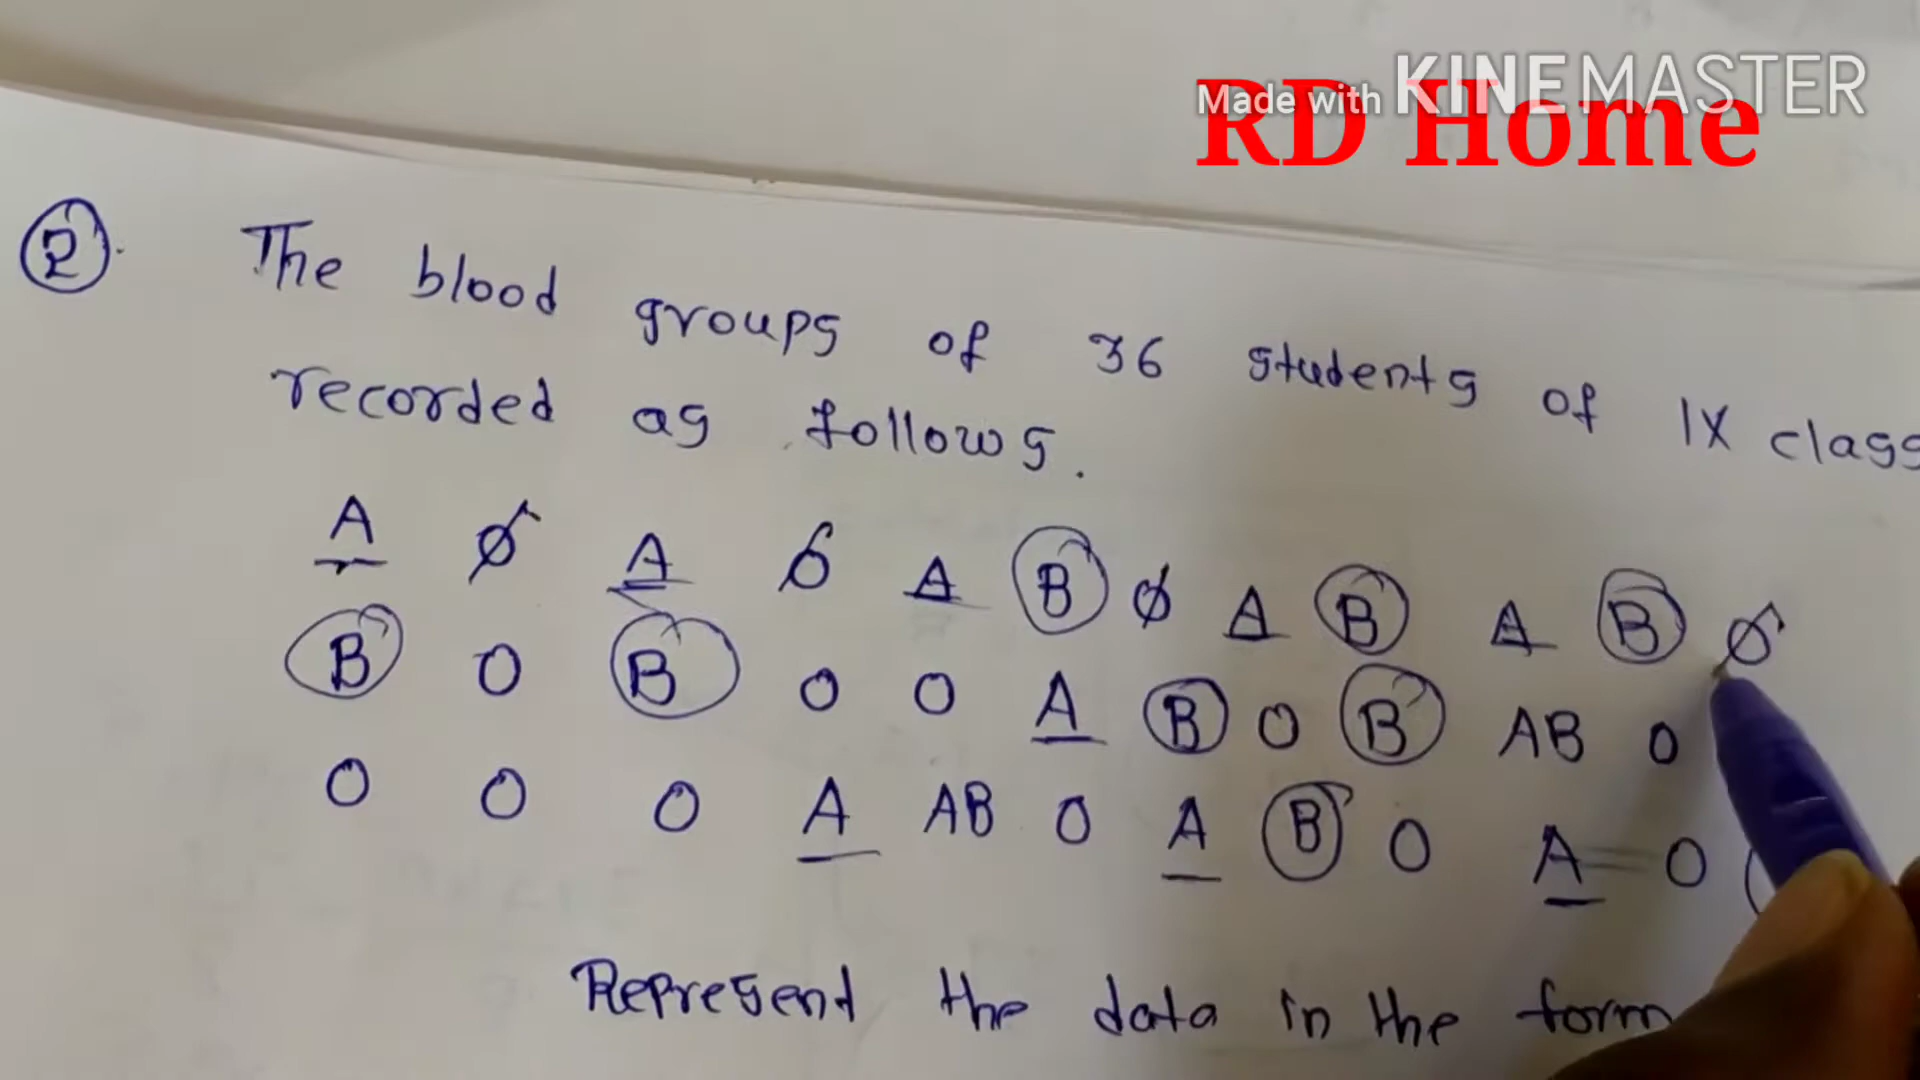 Made with KINEMASTER
RD Home
2. The blood groups of 36 students of IX class
recorded as follows.
A O A O A B O A B A B O
B O B O O A B O B AB O
O O O A AB O A B O A O
Represent the data in the form